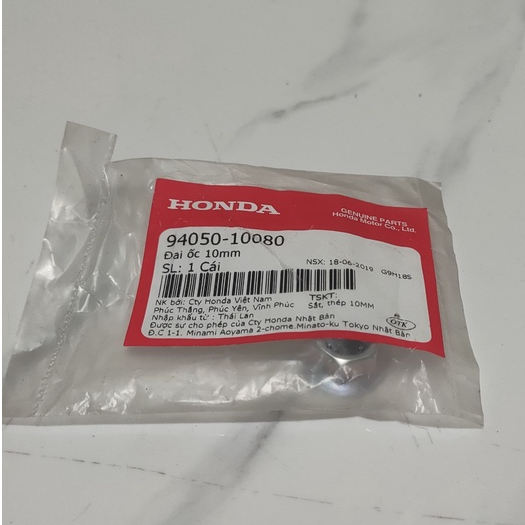 HONDA
GENUINE PARTS
Honda Motor Co., Ltd.
94050-10080
Đai ốc 10mm
SL: 1 Cái
NSX: 18-06-2019 G9H18S
NK bởi: Cty Honda Việt Nam
Phúc Thắng, Phúc Yên, Vĩnh Phúc
TSKT:
Sắt, thép 10MM
Nhập khẩu từ : Thái Lan
Được sự cho phép của Cty Honda Nhật Bản
Đ.C 1-1. Minami Aoyama 2-chome.Minato-ku Tokyo Nhật Bản
OTK